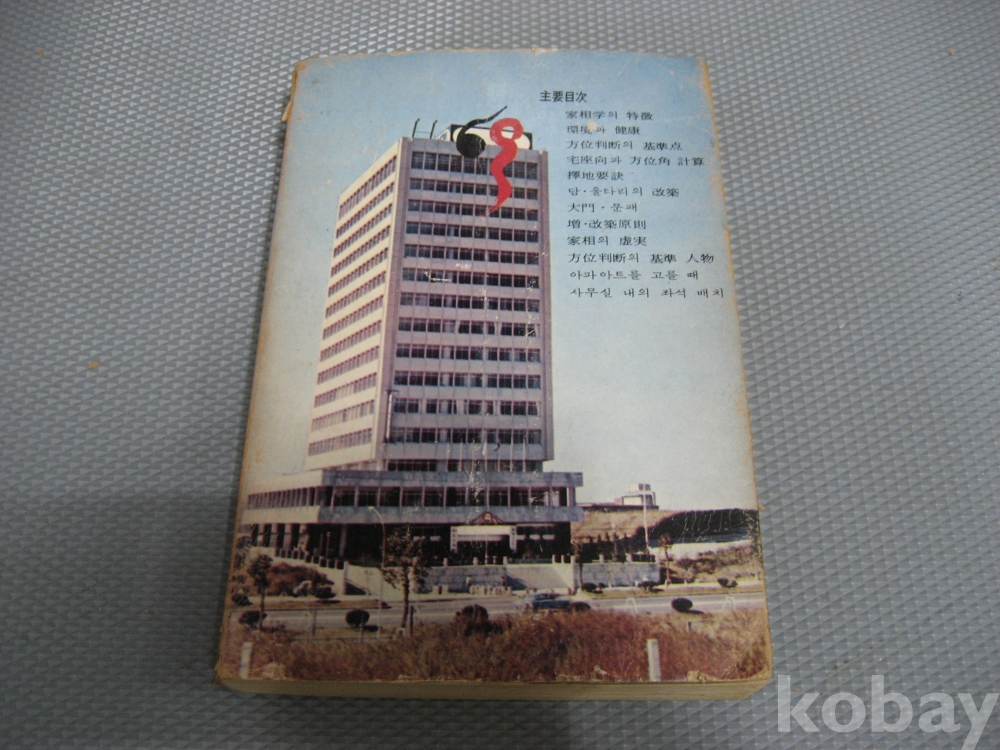 主要目次
家相学의 特徵
環境과 健康
方位判断의 基準点
宅座向과 方位角 計算
擇地要訣
담·울타리의 改築
大門·문패
増·改築原則
家相의 虚実
方位判断의 基準 人物
아파아트를 고를 때
사무실 내의 좌석 배치
kobay